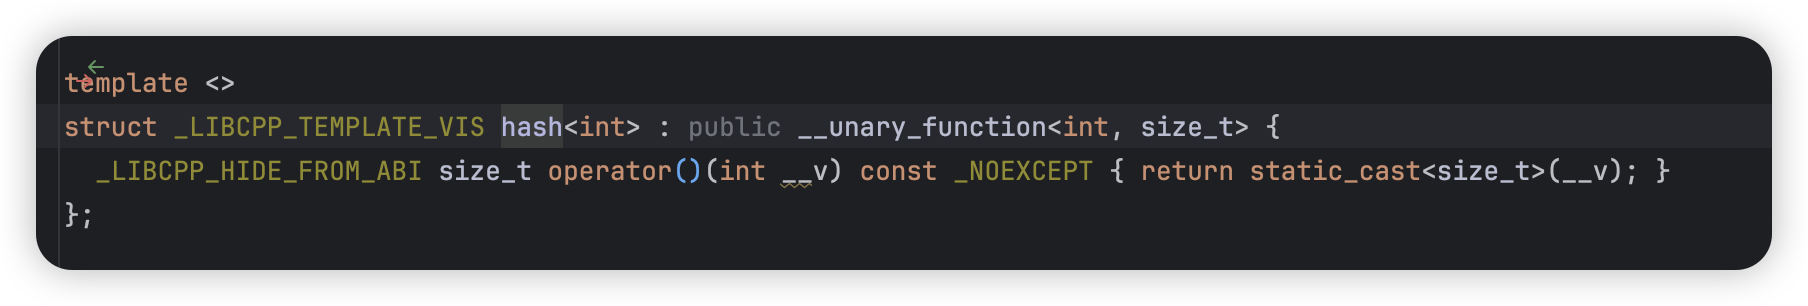 template <>
struct _LIBCPP_TEMPLATE_VIS hash<int> : public __unary_function<int, size_t> {
  _LIBCPP_HIDE_FROM_ABI size_t operator()(int __v) const _NOEXCEPT { return static_cast<size_t>(__v); }
};